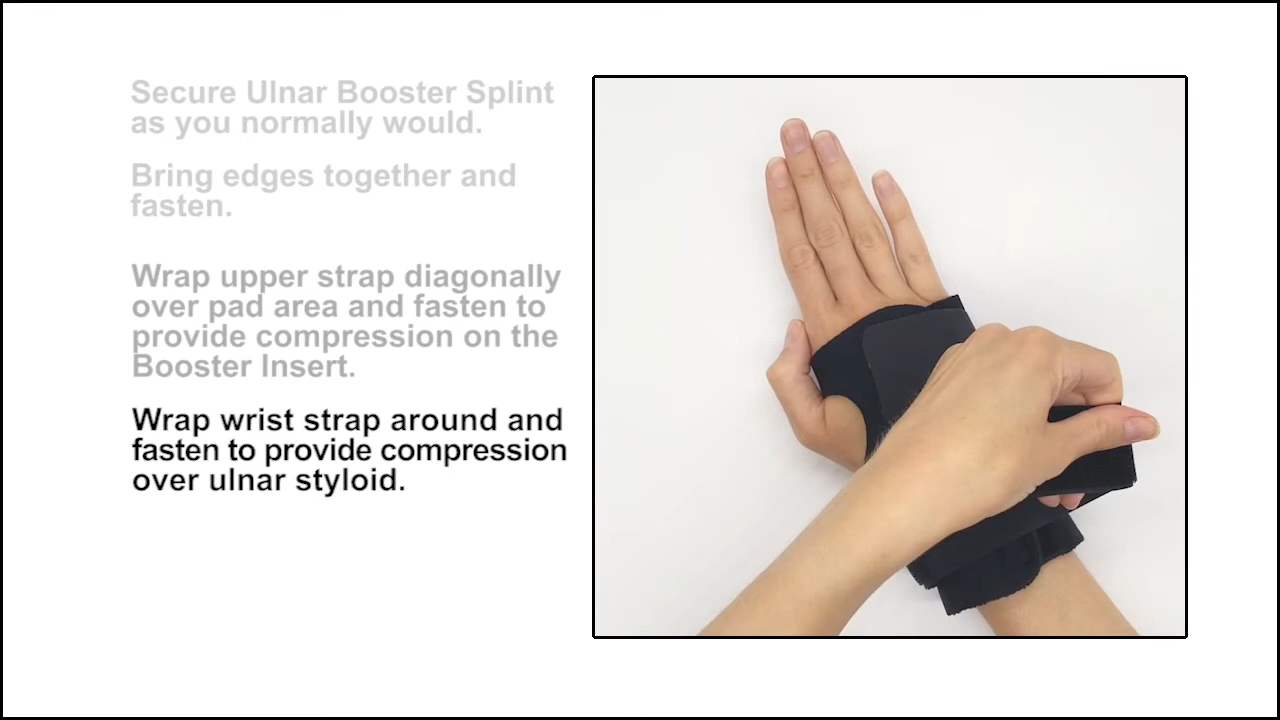 Secure Ulnar Booster Splint
as you normally would.
Bring edges together and
fasten.
Wrap upper strap diagonally
over pad area and fasten to
provide compression on the
Booster Insert.
Wrap wrist strap around and
fasten to provide compression
over ulnar styloid.